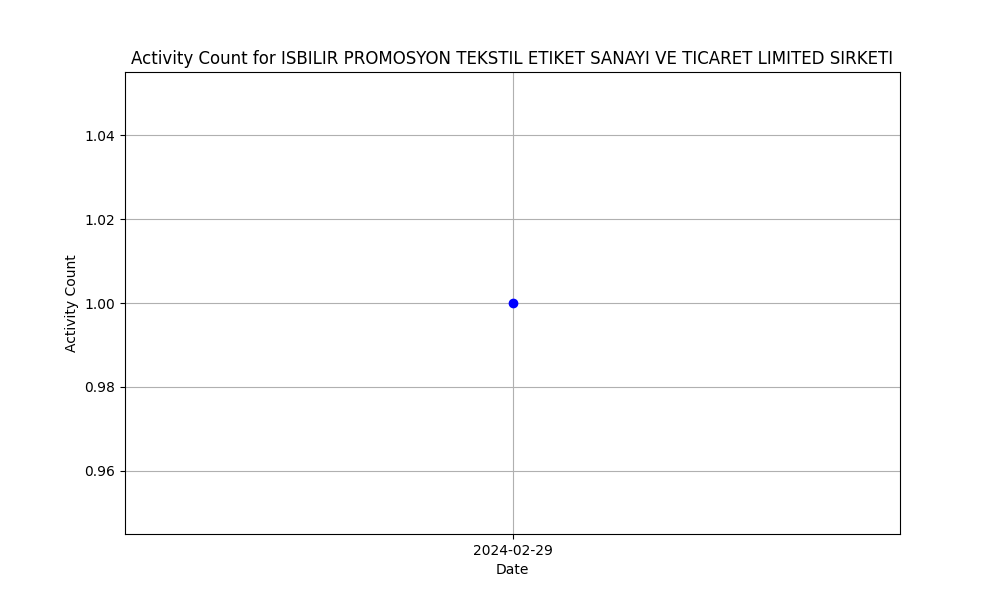 Activity Count for ISBILIR PROMOSYON TEKSTIL ETIKET SANAYI VE TICARET LIMITED SIRKETI
1.04
1.02
1.00
0.98
0.96
Activity Count
2024-02-29
Date